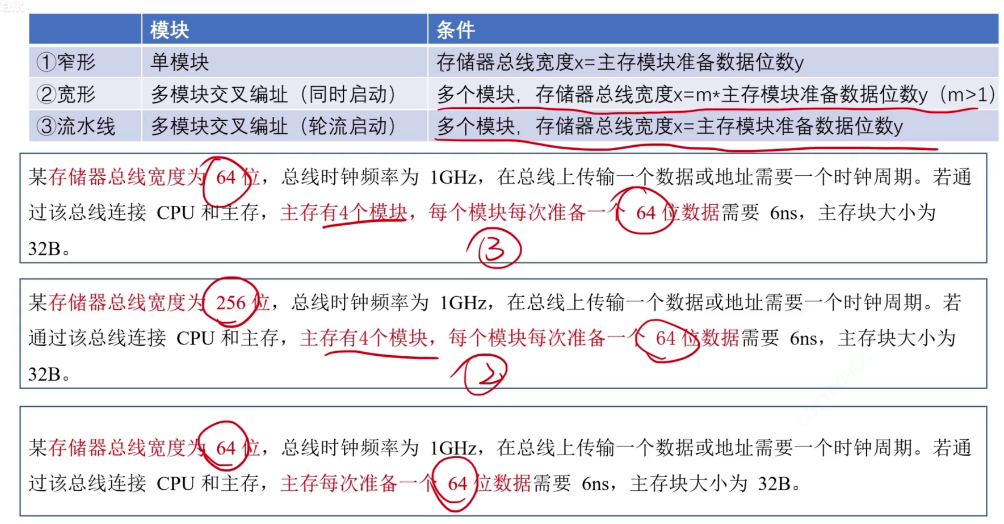 模块 条件
①窄形 单模块 存储器总线宽度x=主存模块准备数据位数y
②宽形 多模块交叉编址（同时启动） 多个模块，存储器总线宽度x=m*主存模块准备数据位数y（m>1）
③流水线 多模块交叉编址（轮流启动） 多个模块，存储器总线宽度x=主存模块准备数据位数y
某存储器总线宽度为 64 位，总线时钟频率为 1GHz，在总线上传输一个数据或地址需要一个时钟周期。若通
过该总线连接 CPU 和主存，主存有4个模块，每个模块每次准备一个 64 位数据需要 6ns，主存块大小为
32B。
③
某存储器总线宽度为 256 位，总线时钟频率为 1GHz，在总线上传输一个数据或地址需要一个时钟周期。若
通过该总线连接 CPU 和主存，主存有4个模块，每个模块每次准备一个 64 位数据需要 6ns，主存块大小为
32B。
②
某存储器总线宽度为 64 位，总线时钟频率为 1GHz，在总线上传输一个数据或地址需要一个时钟周期。若通
过该总线连接 CPU 和主存，主存每次准备一个 64 位数据需要 6ns，主存块大小为 32B。